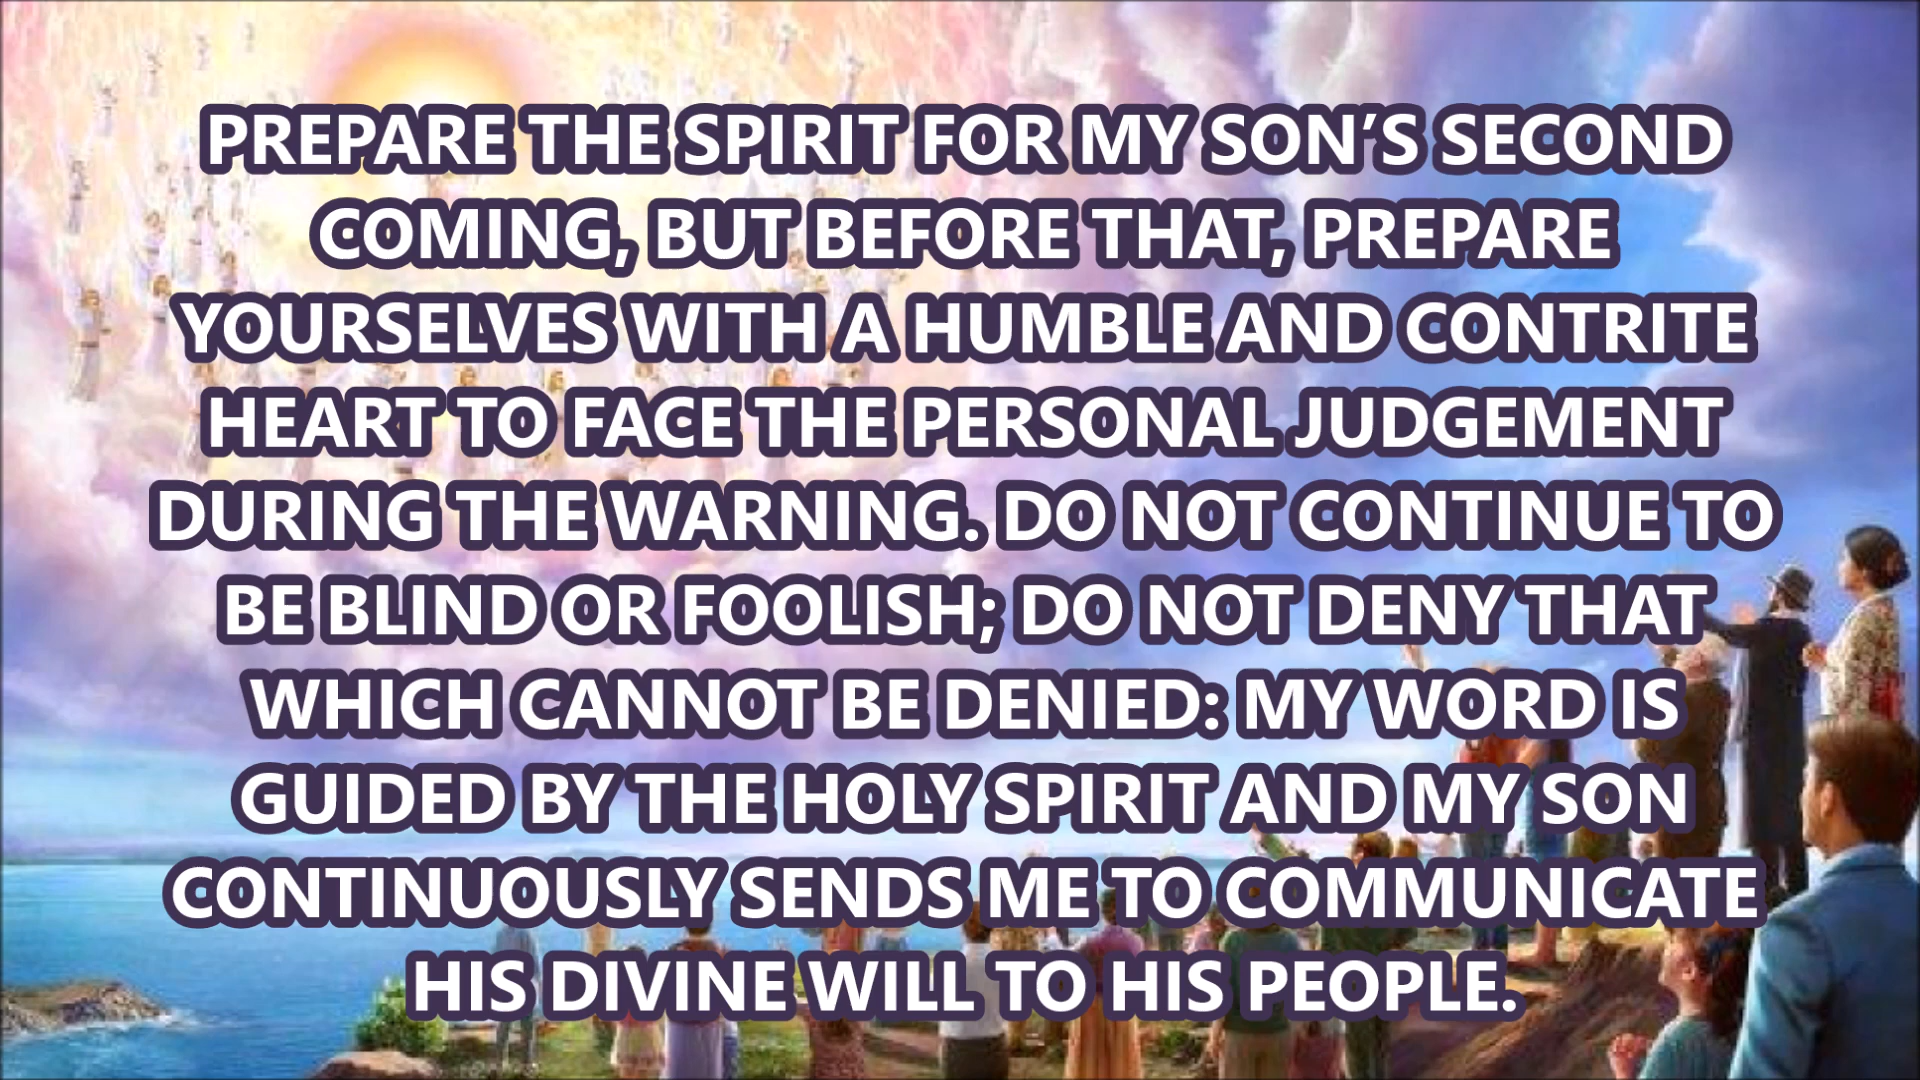 PREPARE THE SPIRIT FOR MY SON’S SECOND
COMING, BUT BEFORE THAT, PREPARE
YOURSELVES WITH A HUMBLE AND CONTRITE
HEART TO FACE THE PERSONAL JUDGEMENT
DURING THE WARNING. DO NOT CONTINUE TO
BE BLIND OR FOOLISH; DO NOT DENY THAT
WHICH CANNOT BE DENIED: MY WORD IS
GUIDED BY THE HOLY SPIRIT AND MY SON
CONTINUOUSLY SENDS ME TO COMMUNICATE
HIS DIVINE WILL TO HIS PEOPLE.